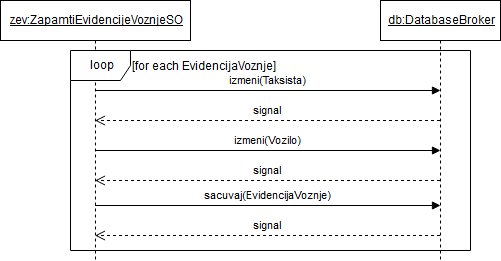 zev:ZapamtiEvidencijeVoznjeSO
db:DatabaseBroker
loop
[for each EvidencijaVoznje]
izmeni(Taksista)
signal
izmeni(Vozilo)
signal
sacuvaj(EvidencijaVoznje)
signal